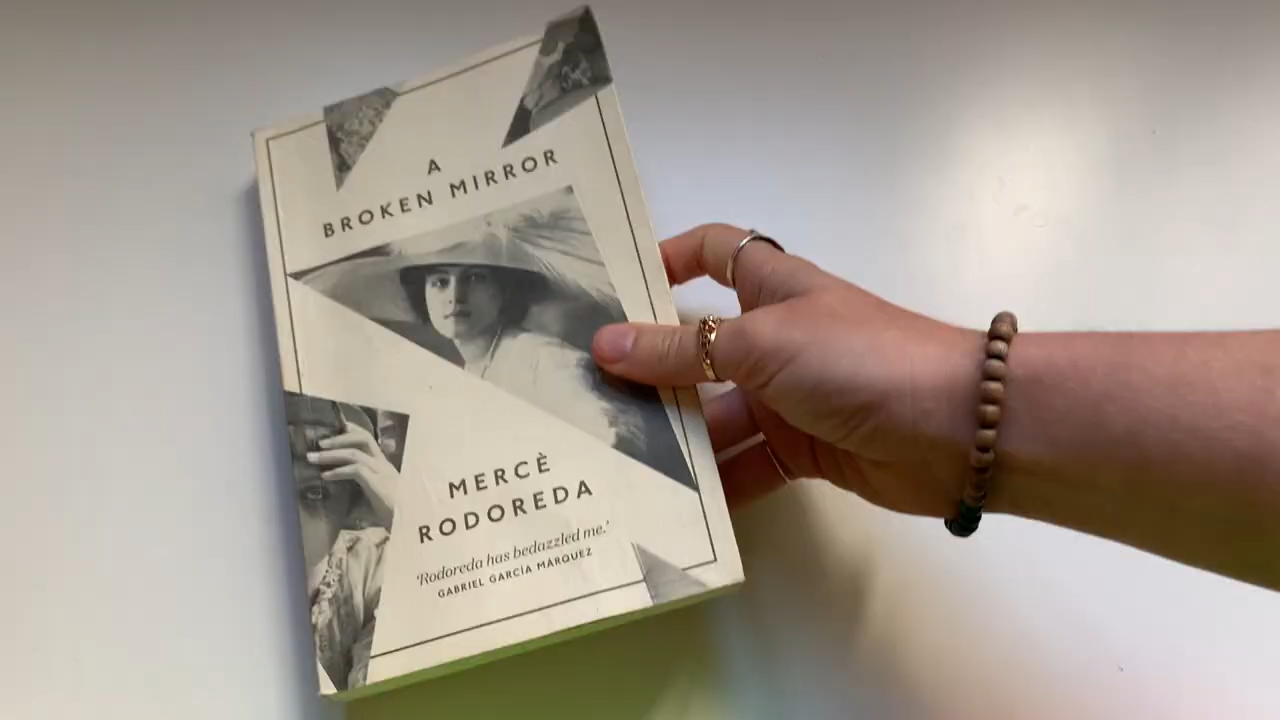 A
BROKEN MIRROR
MERCÈ
RODOREDA
‘Rodoreda has bedazzled me.’
GABRIEL GARCÍA MÁRQUEZ